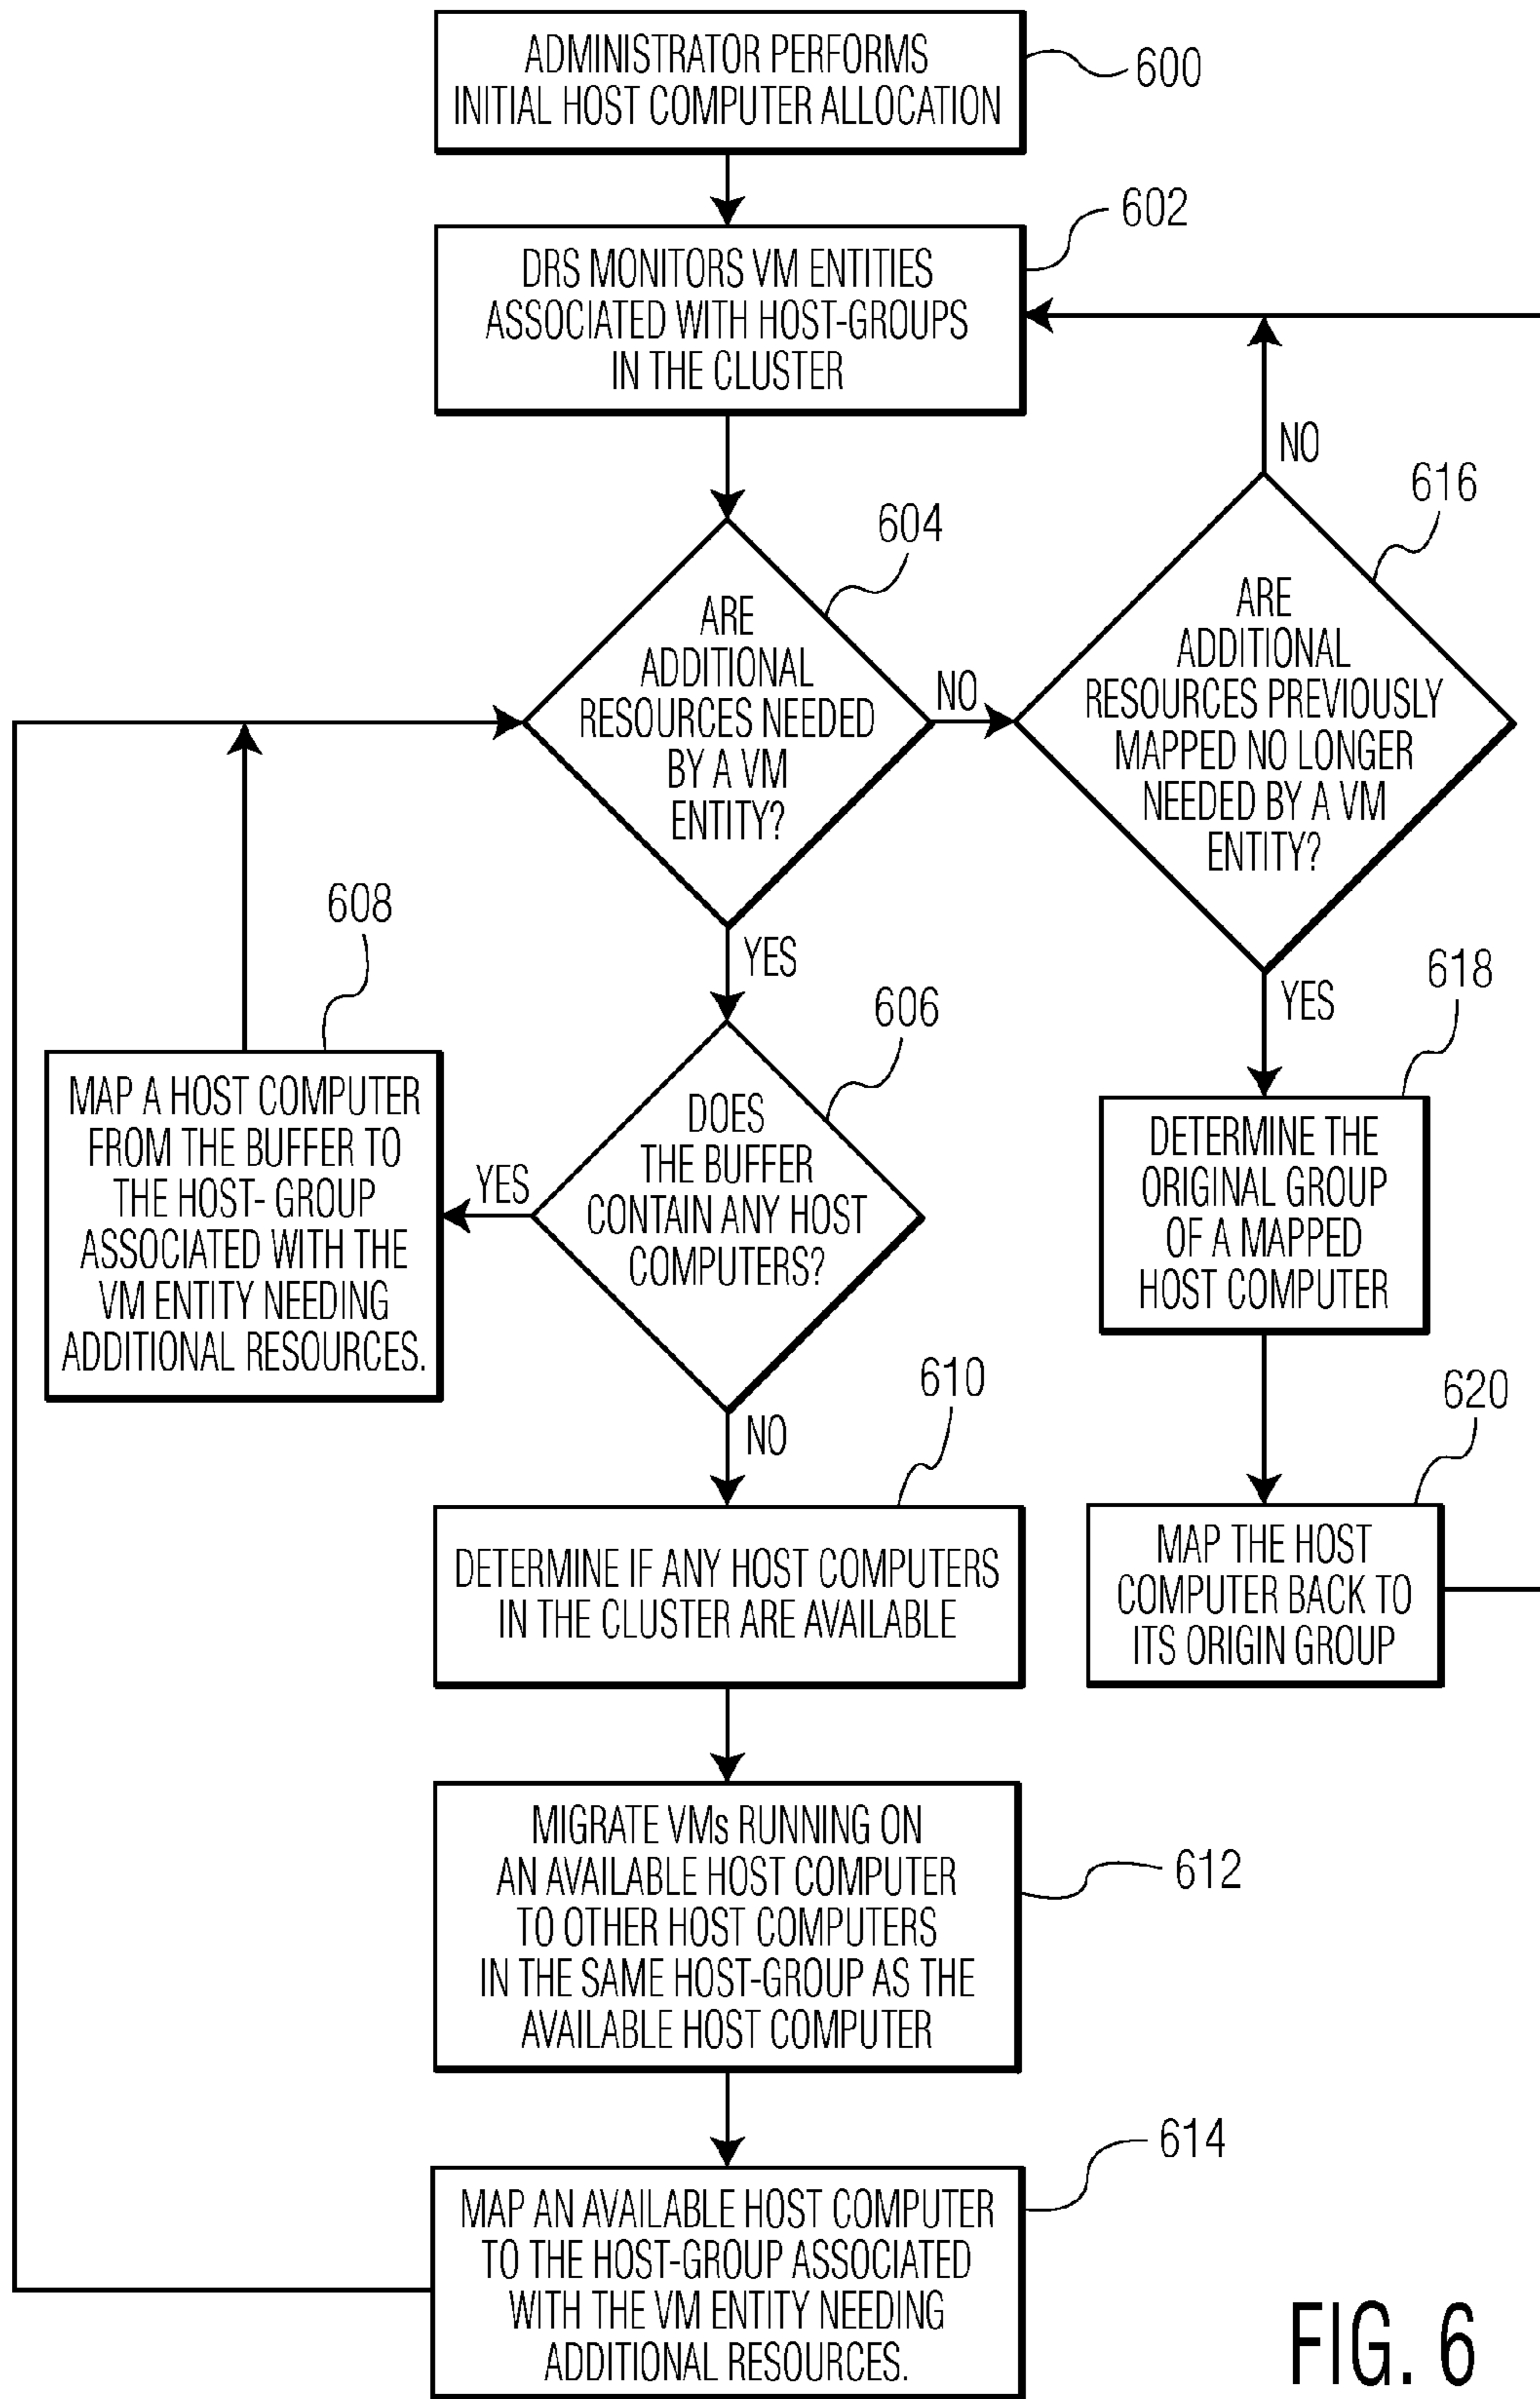 ADMINISTRATOR PERFORMS
INITIAL HOST COMPUTER ALLOCATION
600
DRS MONITORS VM ENTITIES
ASSOCIATED WITH HOST-GROUPS
IN THE CLUSTER
602
ARE
ADDITIONAL
RESOURCES NEEDED
BY A VM
ENTITY?
604
NO
YES
ARE
ADDITIONAL
RESOURCES PREVIOUSLY
MAPPED NO LONGER
NEEDED BY A VM
ENTITY?
616
NO
YES
DOES
THE BUFFER
CONTAIN ANY HOST
COMPUTERS?
606
YES
NO
MAP A HOST COMPUTER
FROM THE BUFFER TO
THE HOST- GROUP
ASSOCIATED WITH THE
VM ENTITY NEEDING
ADDITIONAL RESOURCES.
608
DETERMINE THE
ORIGINAL GROUP
OF A MAPPED
HOST COMPUTER
618
DETERMINE IF ANY HOST COMPUTERS
IN THE CLUSTER ARE AVAILABLE
610
MAP THE HOST
COMPUTER BACK TO
ITS ORIGIN GROUP
620
MIGRATE VMs RUNNING ON
AN AVAILABLE HOST COMPUTER
TO OTHER HOST COMPUTERS
IN THE SAME HOST-GROUP AS THE
AVAILABLE HOST COMPUTER
612
MAP AN AVAILABLE HOST COMPUTER
TO THE HOST-GROUP ASSOCIATED
WITH THE VM ENTITY NEEDING
ADDITIONAL RESOURCES.
614
FIG. 6